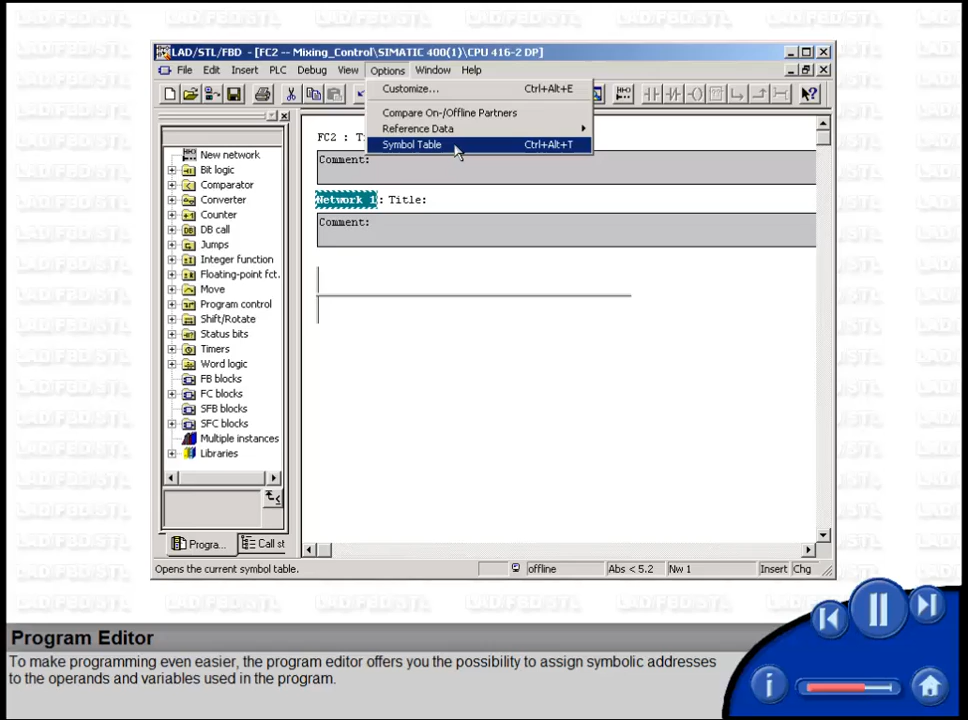 LAD/STL/FBD - [FC2 -- Mixing_Control\SIMATIC 400(1)\CPU 416-2 DP]
File Edit Insert PLC Debug View Options Window Help
Customize... Ctrl+Alt+E
Compare On-/Offline Partners
Reference Data
Symbol Table Ctrl+Alt+T
FC2 : T
Comment:
Network 1: Title:
Comment:
New network
Bit logic
Comparator
Converter
Counter
DB call
Jumps
Integer function
Floating-point fct.
Move
Program control
Shift/Rotate
Status bits
Timers
Word logic
FB blocks
FC blocks
SFB blocks
SFC blocks
Multiple instances
Libraries
Progra... Call st
Opens the current symbol table. offline Abs < 5.2 Nw 1 Insert Chg
Program Editor
To make programming even easier, the program editor offers you the possibility to assign symbolic addresses
to the operands and variables used in the program.